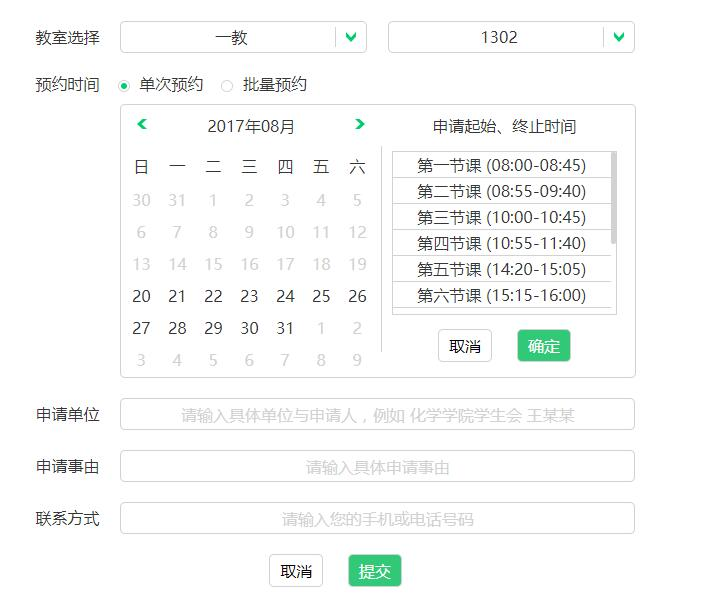 教室选择 一教 1302
预约时间 单次预约 批量预约
2017年08月
日 一 二 三 四 五 六
30 31 1 2 3 4 5
6 7 8 9 10 11 12
13 14 15 16 17 18 19
20 21 22 23 24 25 26
27 28 29 30 31 1 2
3 4 5 6 7 8 9
申请起始、终止时间
第一节课 (08:00-08:45)
第二节课 (08:55-09:40)
第三节课 (10:00-10:45)
第四节课 (10:55-11:40)
第五节课 (14:20-15:05)
第六节课 (15:15-16:00)
取消 确定
申请单位 请输入具体单位与申请人，例如 化学学院学生会 王某某
申请事由 请输入具体申请事由
联系方式 请输入您的手机或电话号码
取消 提交